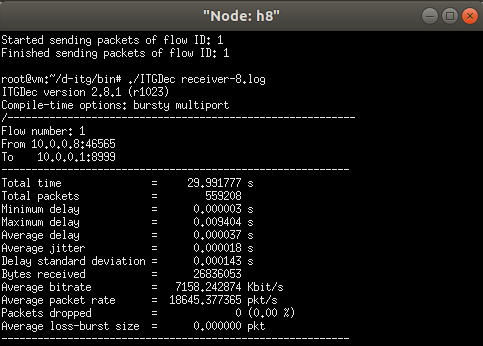 "Node: h8"
Started sending packets of flow ID: 1
Finished sending packets of flow ID: 1
root@vm:~/d-itg/bin# ./ITGDec receiver-8.log
ITGDec version 2.8.1 (r1023)
Compile-time options: bursty multiport
/----------------------------------------------------------
Flow number: 1
From 10.0.0.8:46565
To    10.0.0.1:8999
----------------------------------------------------------
Total time               =     29.991777 s
Total packets            =        559208
Minimum delay            =      0.000003 s
Maximum delay            =      0.009404 s
Average delay            =      0.000037 s
Average jitter           =      0.000018 s
Delay standard deviation =      0.000143 s
Bytes received           =      26836053
Average bitrate          =   7158.242874 Kbit/s
Average packet rate      =  18645.377365 pkt/s
Packets dropped          =             0 (0.00 %)
Average loss-burst size  =      0.000000 pkt
----------------------------------------------------------